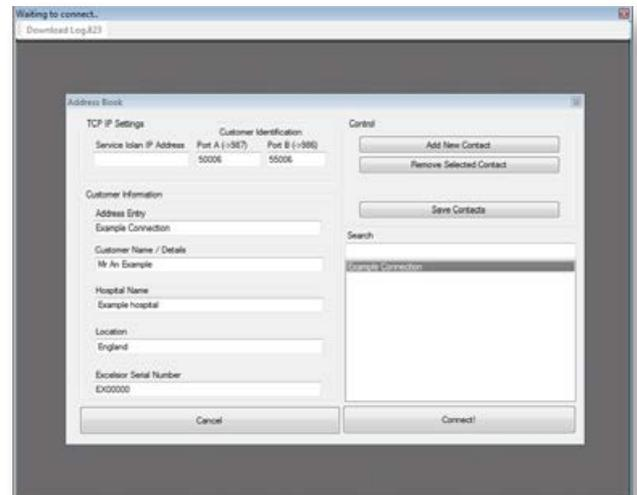 Waiting to connect..
Download Log.823
Address Book
TCP IP Settings
Customer Identification
Service Iolan IP Address Port A (->987) Port B (->986)
50006 55006
Customer Information
Address Entry
Example Connection
Customer Name / Details
Mr An Example
Hospital Name
Example hospital
Location
England
Excelsior Serial Number
EX00000
Cancel
Control
Add New Contact
Remove Selected Contact
Save Contacts
Search
Example Connection
Connect!